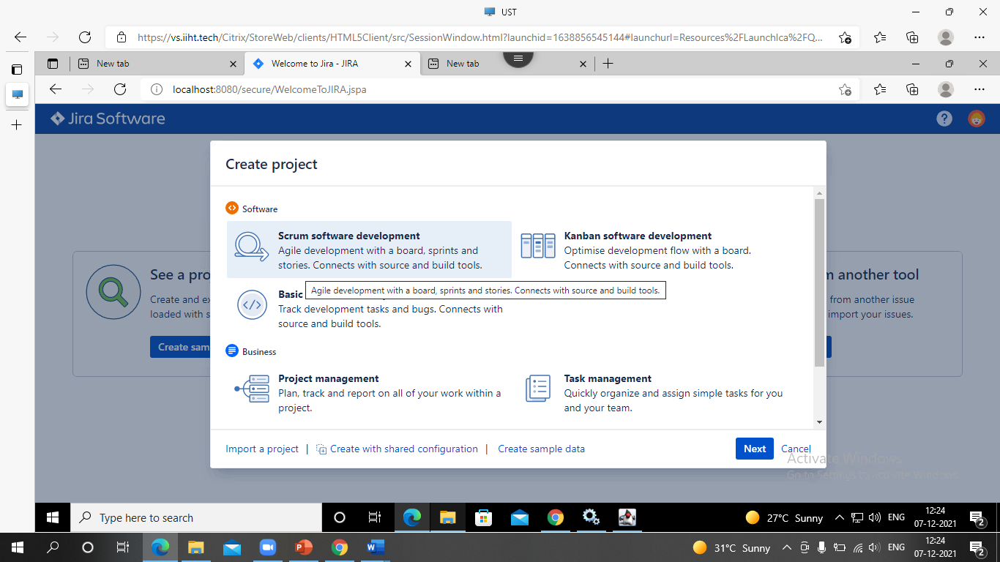 UST
https://vs.iiht.tech/Citrix/StoreWeb/clients/HTML5Client/src/SessionWindow.html?launchid=1638856545144#launchurl=Resources%2FLaunchIca%2FQ...
New tab
Welcome to Jira - JIRA
New tab
localhost:8080/secure/WelcomeToJIRA.jspa
Jira Software
Create project
Software
Scrum software development
Agile development with a board, sprints and
stories. Connects with source and build tools.
Kanban software development
Optimise development flow with a board.
Connects with source and build tools.
Basic
Agile development with a board, sprints and stories. Connects with source and build tools.
Track development tasks and bugs. Connects with
source and build tools.
Business
Project management
Plan, track and report on all of your work within a
project.
Task management
Quickly organize and assign simple tasks for you
and your team.
Import a project | Create with shared configuration | Create sample data
Next Cancel
See a pro
Create and ex
loaded with s
Create sam
m another tool
from another issue
import your issues.
Activate Windows
Go to Settings to activate Windows.
Type here to search
27°C Sunny
ENG
12:24
07-12-2021
2
31°C Sunny
ENG
12:24
07-12-2021
2